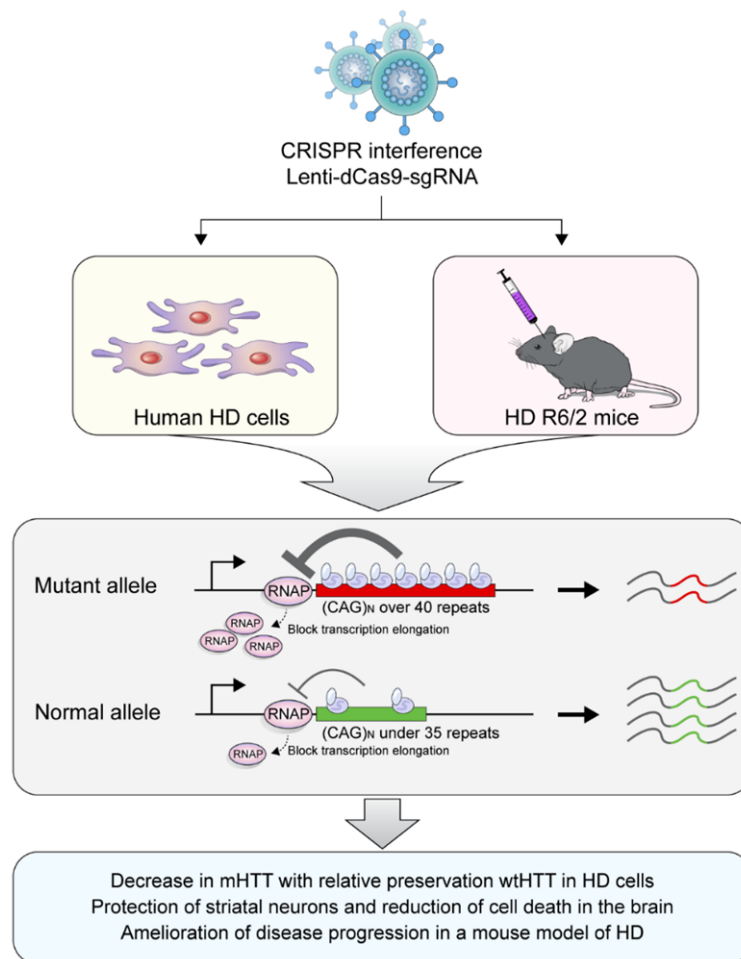 CRISPR interference
Lenti-dCas9-sgRNA
Human HD cells
HD R6/2 mice
Mutant allele
RNAP
(CAG)N over 40 repeats
Block transcription elongation
RNAP
RNAP
RNAP
RNAP
Normal allele
RNAP
(CAG)N under 35 repeats
Block transcription elongation
RNAP
Decrease in mHTT with relative preservation wtHTT in HD cells
Protection of striatal neurons and reduction of cell death in the brain
Amelioration of disease progression in a mouse model of HD